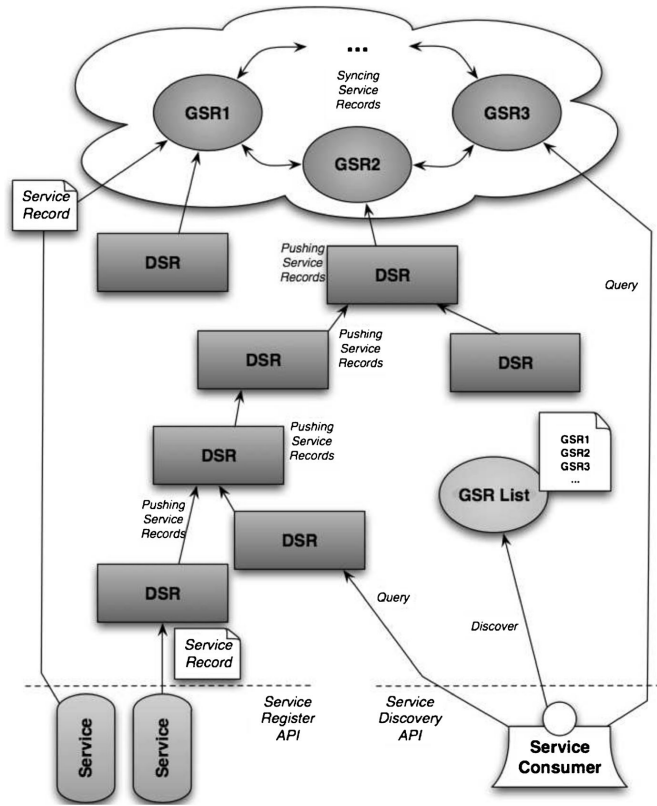 ...
Syncing
Service
Records
GSR1
GSR3
GSR2
Service
Record
DSR
Pushing
Service
Records
DSR
Query
Pushing
Service
Records
DSR
DSR
Pushing
Service
Records
DSR
GSR1
GSR2
GSR3
...
GSR List
Pushing
Service
Records
DSR
DSR
Query
Discover
Service
Record
Service
Register
API
Service
Discovery
API
Service
Service
Service
Consumer